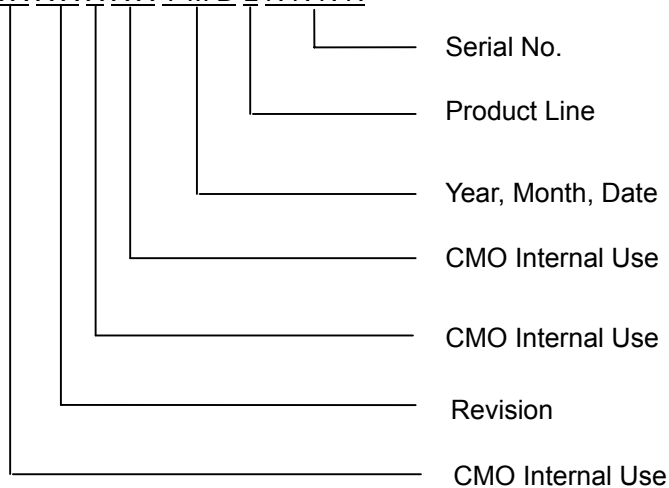 Serial No.
Product Line
Year, Month, Date
CMO Internal Use
CMO Internal Use
Revision
CMO Internal Use